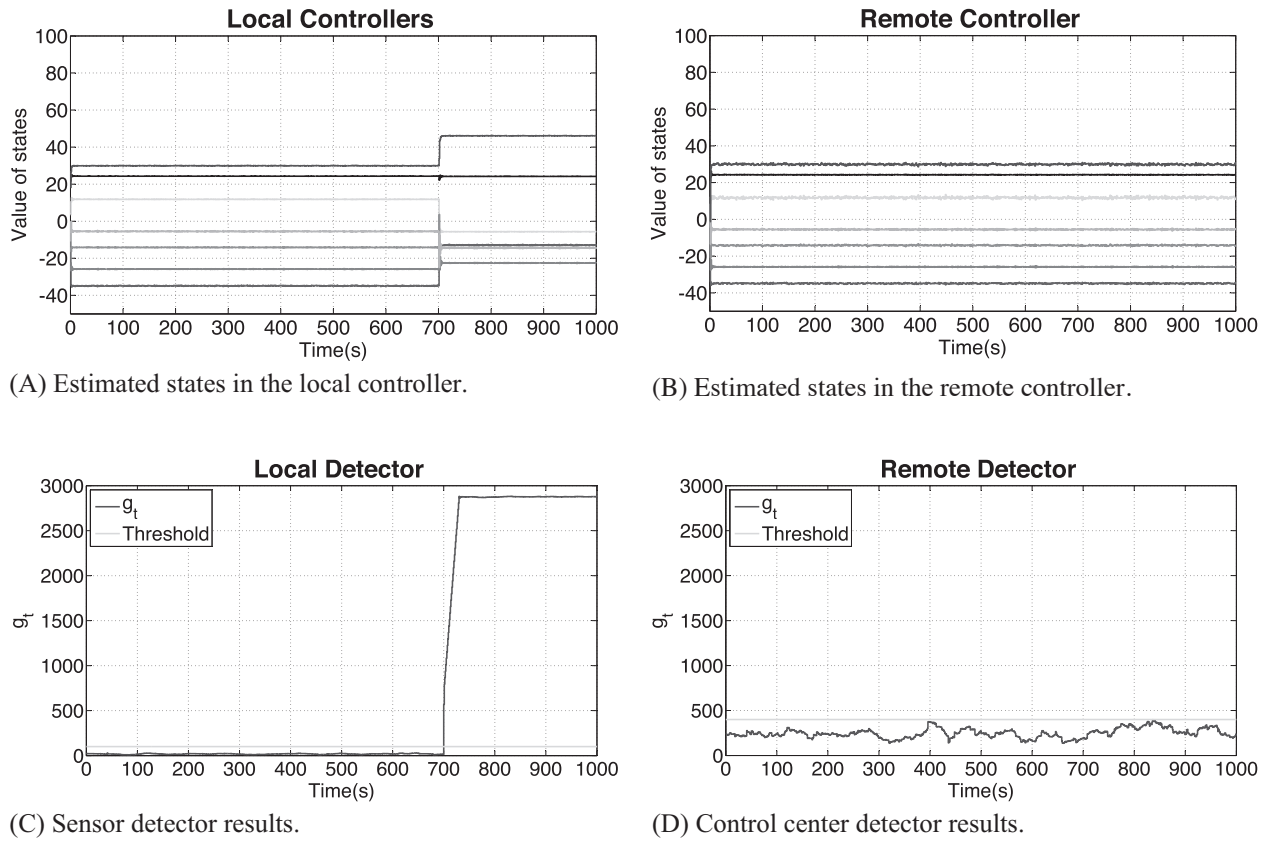 Local Controllers
100
80
60
40
20
0
-20
-40
Value of states
0 100 200 300 400 500 600 700 800 900 1000
Time(s)
(A) Estimated states in the local controller.
Remote Controller
100
80
60
40
20
0
-20
-40
Value of states
0 100 200 300 400 500 600 700 800 900 1000
Time(s)
(B) Estimated states in the remote controller.
Local Detector
3000
2500
2000
1500
1000
500
0
g_t
g_t
Threshold
0 100 200 300 400 500 600 700 800 900 1000
Time(s)
(C) Sensor detector results.
Remote Detector
3000
2500
2000
1500
1000
500
0
g_t
g_t
Threshold
0 100 200 300 400 500 600 700 800 900 1000
Time(s)
(D) Control center detector results.